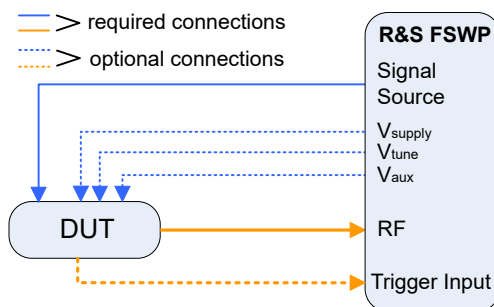 required connections
optional connections
R&S FSWP
Signal
Source
Vsupply
Vtune
Vaux
DUT
RF
Trigger Input